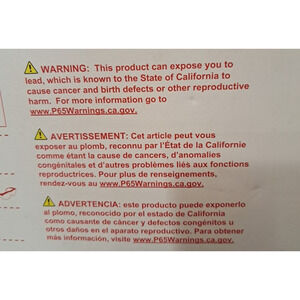 ⚠ WARNING: This product can expose you to
lead, which is known to the State of California to
cause cancer and birth defects or other reproductive
harm. For more information go to
www.P65Warnings.ca.gov.
⚠ AVERTISSEMENT: Cet article peut vous
exposer au plomb, reconnu par l'État de la Californie
comme étant la cause de cancers, d'anomalies
congénitales et d'autres problèmes liés aux fonctions
reproductrices. Pour plus de renseignements,
rendez-vous au www.P65Warnings.ca.gov.
⚠ ADVERTENCIA: este producto puede exponerlo
al plomo, reconocido por el estado de California
como causante de cáncer y defectos congénitos u
otros daños en el aparato reproductivo. Para obtener
más información, visite www.P65Warnings.ca.gov.